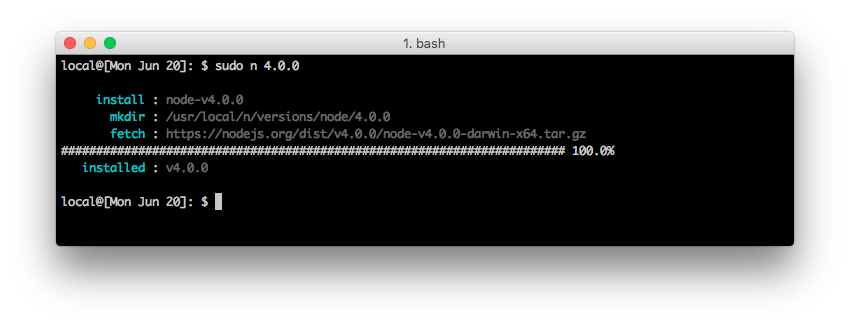 1. bash
local@[Mon Jun 20]: $ sudo n 4.0.0
install : node-v4.0.0
mkdir : /usr/local/n/versions/node/4.0.0
fetch : https://nodejs.org/dist/v4.0.0/node-v4.0.0-darwin-x64.tar.gz
######################################################################## 100.0%
installed : v4.0.0
local@[Mon Jun 20]: $